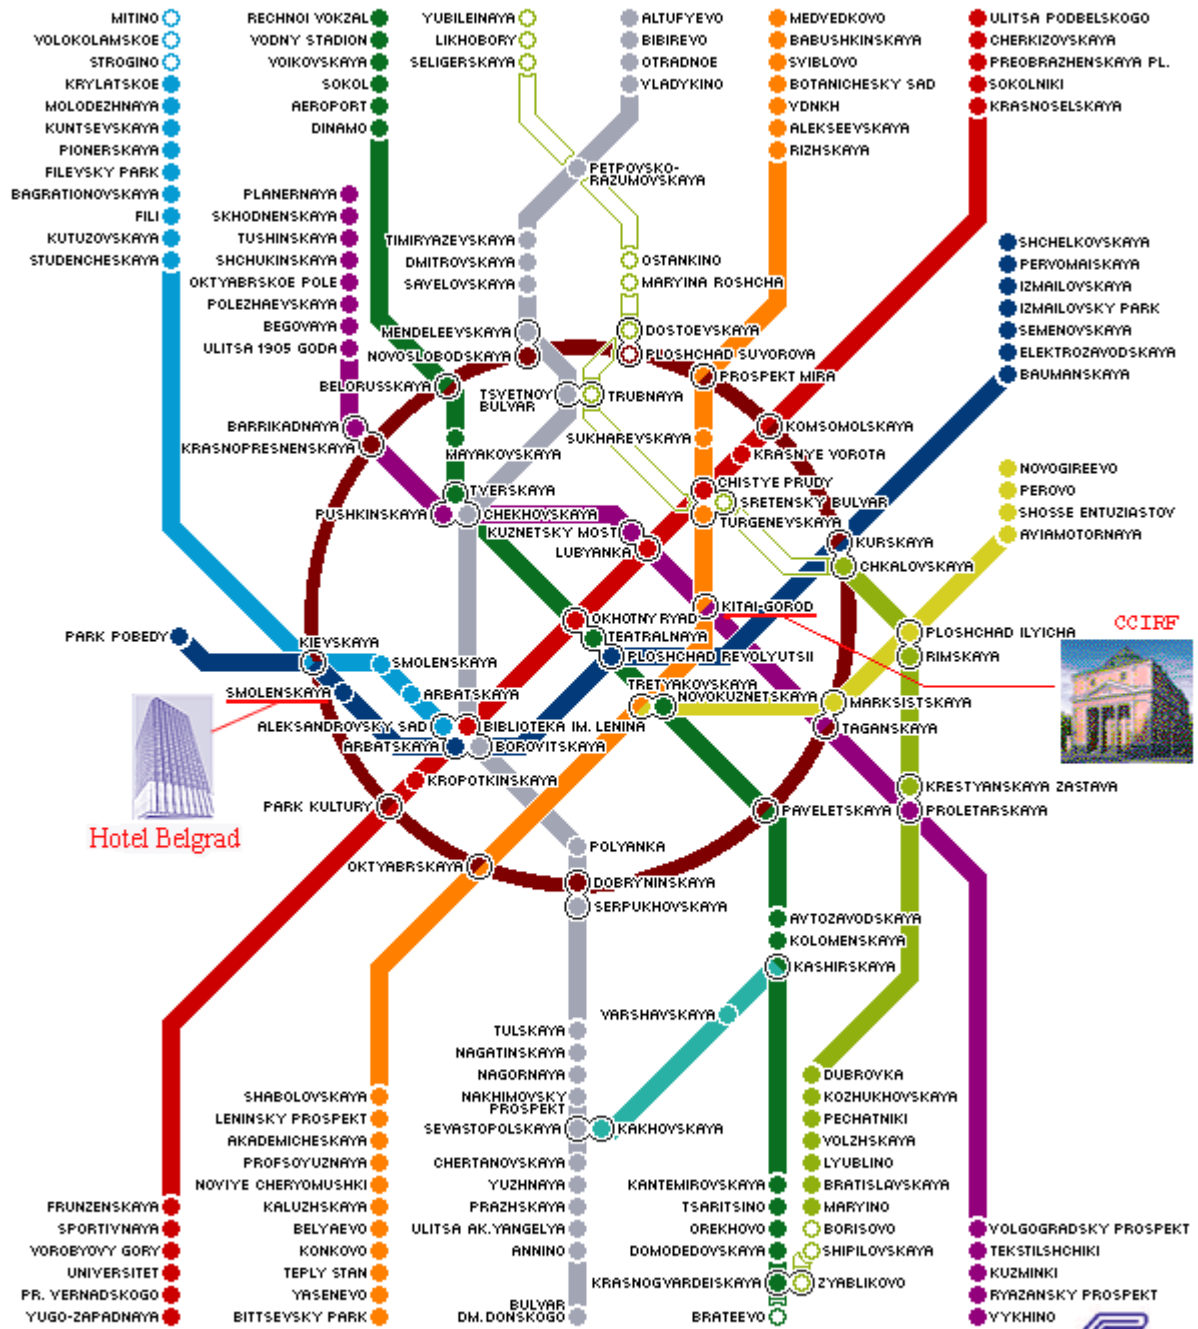 MITINO
VOLOKOLAMSKOE
STROGINO
KRYLATSKOE
MOLODEZHNAYA
KUNTSEVSKAYA
PIONERSKAYA
FILEVSKY PARK
BAGRATIONOVSKAYA
FILI
KUTUZOVSKAYA
STUDENCHESKAYA
RECHNOI VOKZAL
VODNY STADION
VOIKOVSKAYA
SOKOL
AEROPORT
DINAMO
PLANERNAYA
SKHODNENSKAYA
TUSHINSKAYA
SHCHUKINSKAYA
OKTYABRSKOE POLE
POLEZHAEVSKAYA
BEGOVAYA
ULITSA 1905 GODA
YUBILEINAYA
LIKHOBORY
SELIGERSKAYA
ALTUFYEVO
BIBIREVO
OTRADNOE
VLADYKINO
PETPOVSKO-
RAZUMOVSKAYA
TIMIRYAZEVSKAYA
DMITROVSKAYA
SAVELOVSKAYA
OSTANKINO
MARYINA ROSHCHA
MEDVEDKOVO
BABUSHKINSKAYA
SVIBLOVO
BOTANICHESKY SAD
VDNKH
ALEKSEEVSKAYA
RIZHSKAYA
ULITSA PODBELSKOGO
CHERKIZOVSKAYA
PREOBRAZHENSKAYA PL.
SOKOLNIKI
KRASNOSELSKAYA
SHCHELKOVSKAYA
PERVOMAISKAYA
IZMAILOVSKAYA
IZMAILOVSKY PARK
SEMENOVSKAYA
ELEKTROZAVODSKAYA
BAUMANSKAYA
MENDELEEVSKAYA
NOVOSLOBODSKAYA
DOSTOEVSKAYA
PLOSHCHAD SUVOROVA
BELORUSSKAYA
PROSPEKT MIRA
TSVETNOY
BULVAR
TRUBNAYA
BARRIKADNAYA
KRASNOPRESNENSKAYA
MAYAKOVSKAYA
SUKHAREVSKAYA
KOMSOMOLSKAYA
KRASNYE VOROTA
NOVOGIREEVO
PEROVO
SHOSSE ENTUZIASTOV
AVIAMOTORNAYA
TVERSKAYA
PUSHKINSKAYA
CHEKHOVSKAYA
KUZNETSKY MOST
LUBYANKA
CHISTYE PRUDY
SRETENSKY BULVAR
TURGENEVSKAYA
KURSKAYA
CHKALOVSKAYA
KITAI-GOROD
OKHOTNY RYAD
TEATRALNAYA
PLOSHCHAD REVOLYUTSII
PLOSHCHAD ILYICHA
RIMSKAYA
CCIRF
PARK POBEDY
KIEVSKAYA
SMOLENSKAYA
SMOLENSKAYA
ARBATSKAYA
TRETYAKOVSKAYA
NOVOKUZNETSKAYA
MARKSISTSKAYA
TAGANSKAYA
ALEKSANDROVSKY SAD
BIBLIOTEKA IM. LENINA
ARBATSKAYA
BOROVITSKAYA
KROPOTKINSKAYA
PARK KULTURY
Hotel Belgrad
KRESTYANSKAYA ZASTAVA
PAVELETSKAYA
PROLETARSKAYA
POLYANKA
OKTYABRSKAYA
DOBRYNINSKAYA
SERPUKHOVSKAYA
AVTOZAVODSKAYA
KOLOMENSKAYA
KASHIRSKAYA
VARSHAVSKAYA
TULSKAYA
NAGATINSKAYA
NAGORNAYA
NAKHIMOVSKY
PROSPEKT
SEVASTOPOLSKAYA
KAKHOVSKAYA
CHERTANOVSKAYA
YUZHNAYA
PRAZHSKAYA
ULITSA AK.YANGELYA
ANNINO
BULVAR
DM.DONSKOGO
SHABOLOVSKAYA
LENINSKY PROSPEKT
AKADEMICHESKAYA
PROFSOYUZNAYA
NOVIYE CHERYOMUSHKI
KALUZHSKAYA
BELYAEVO
KONKOVO
TEPLY STAN
YASENEVO
BITTSEVSKY PARK
FRUNZENSKAYA
SPORTIVNAYA
VOROBYOVY GORY
UNIVERSITET
PR. VERNADSKOGO
YUGO-ZAPADNAYA
DUBROVKA
KOZHUKHOVSKAYA
PECHATNIKI
VOLZHSKAYA
LYUBLINO
BRATISLAVSKAYA
MARYINO
BORISOVO
SHIPILOVSKAYA
ZYABLIKOVO
KANTEMIROVSKAYA
TSARITSINO
OREKHOVO
DOMODEDOVSKAYA
KRASNOGVARDEISKAYA
BRATEEVO
VOLGOGRADSKY PROSPEKT
TEKSTILSHCHIKI
KUZMINKI
RYAZANSKY PROSPEKT
VYKHINO